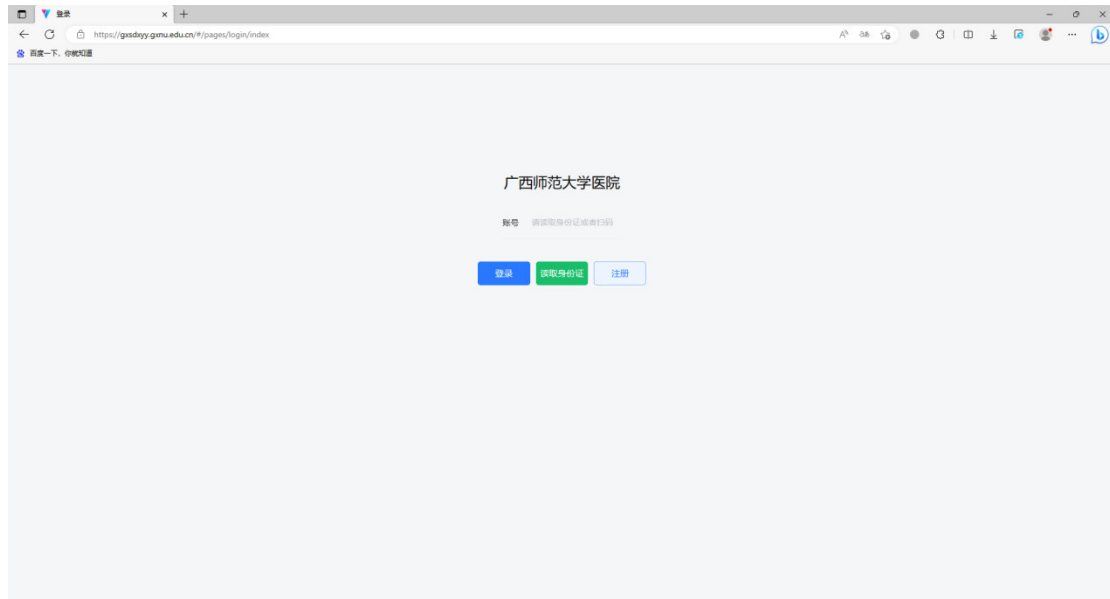 登录
https://gxsdxyy.gxnu.edu.cn/#/pages/login/index
百度一下，你就知道
广西师范大学医院
账号 请读取身份证或者扫码
登录 读取身份证 注册